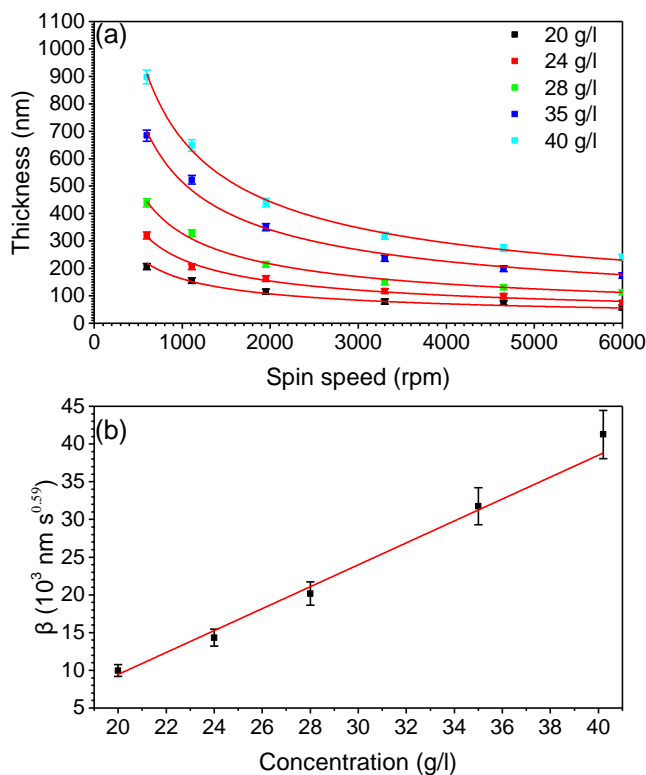 (a)
20 g/l
24 g/l
28 g/l
35 g/l
40 g/l
Thickness (nm)
1100
1000
900
800
700
600
500
400
300
200
100
0
0 1000 2000 3000 4000 5000 6000
Spin speed (rpm)
(b)
β (10³ nm s⁰·⁵⁹)
45
40
35
30
25
20
15
10
5
20 22 24 26 28 30 32 34 36 38 40
Concentration (g/l)